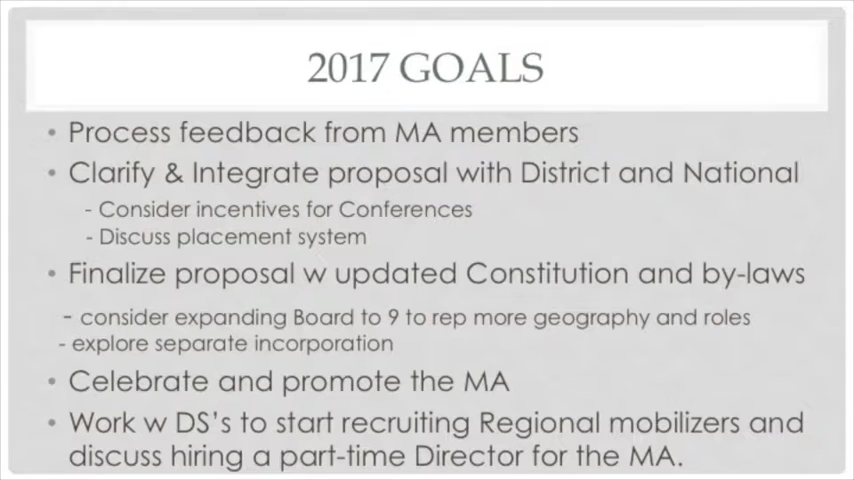 2017 GOALS
• Process feedback from MA members
• Clarify & Integrate proposal with District and National
- Consider incentives for Conferences
- Discuss placement system
• Finalize proposal w updated Constitution and by-laws
- consider expanding Board to 9 to rep more geography and roles
- explore separate incorporation
• Celebrate and promote the MA
• Work w DS's to start recruiting Regional mobilizers and
discuss hiring a part-time Director for the MA.